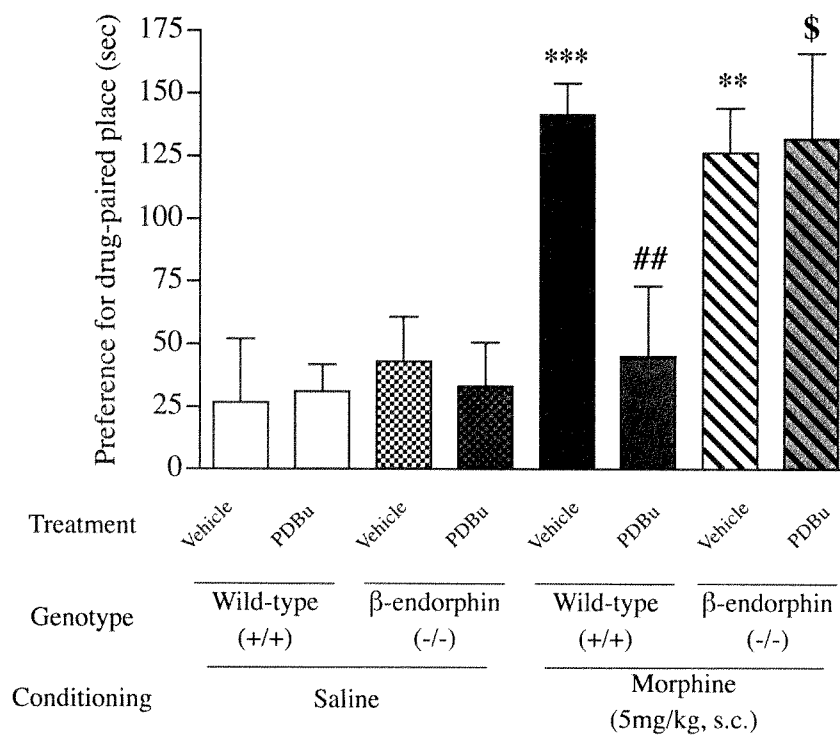 Preference for drug-paired place (sec)
175
150
125
100
75
50
25
0
***
##
**
$
Treatment
Vehicle
PDBu
Vehicle
PDBu
Vehicle
PDBu
Vehicle
PDBu
Genotype
Wild-type
(+/+)
β-endorphin
(-/-)
Wild-type
(+/+)
β-endorphin
(-/-)
Conditioning
Saline
Morphine
(5mg/kg, s.c.)